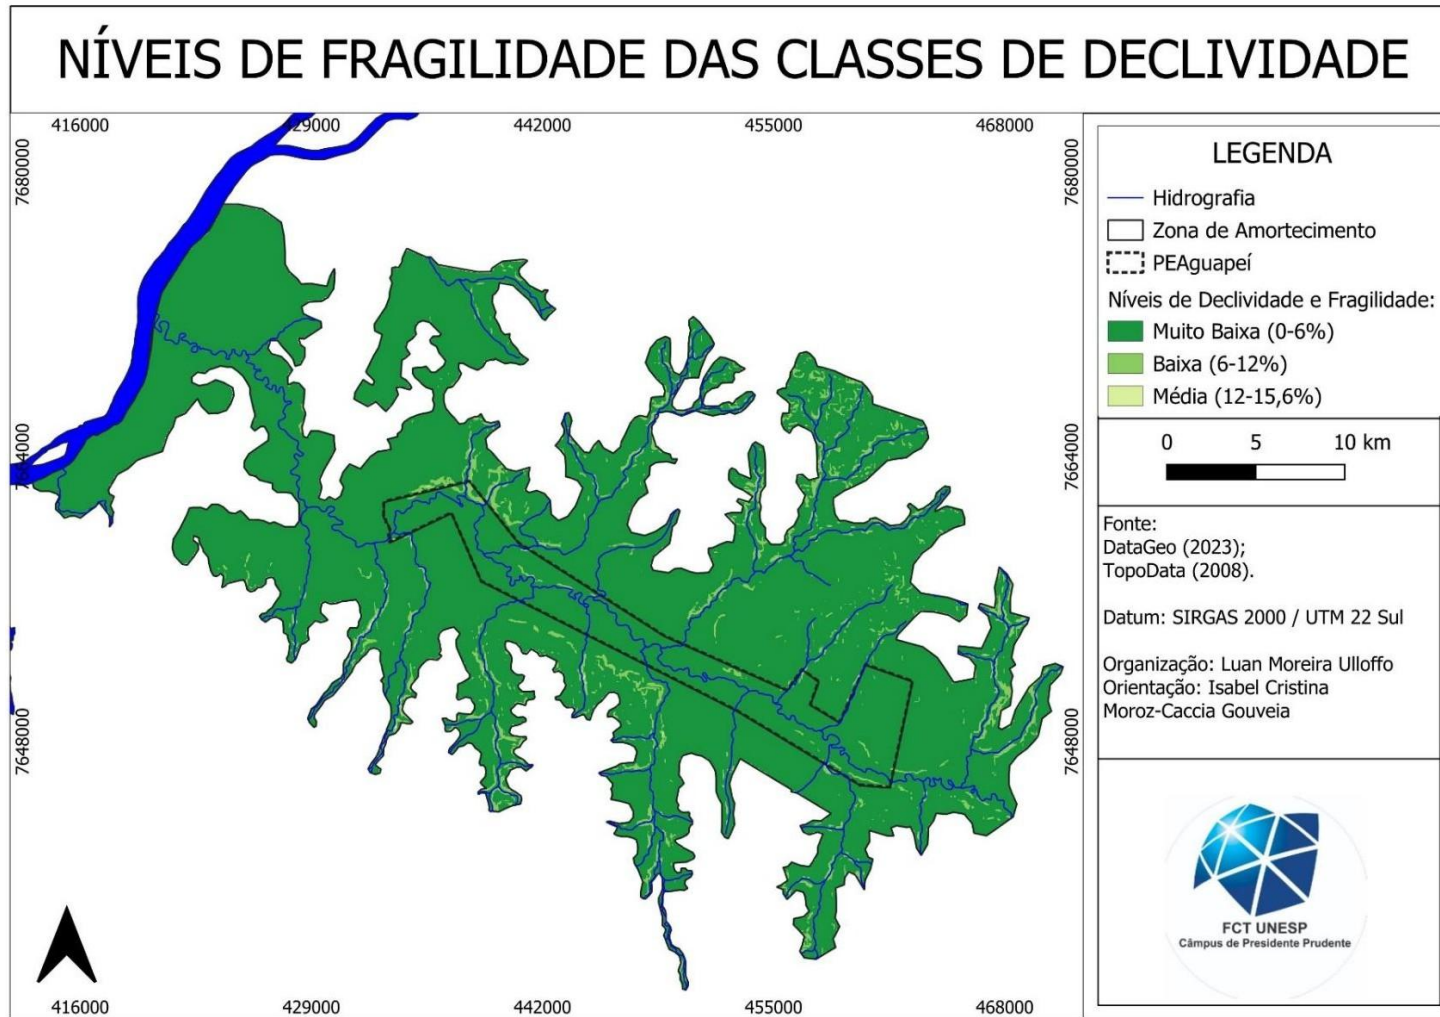 NÍVEIS DE FRAGILIDADE DAS CLASSES DE DECLIVIDADE
416000
429000
442000
455000
468000
7680000
7680000
7664000
7664000
7648000
7648000
416000
429000
442000
455000
468000
LEGENDA
Hidrografia
Zona de Amortecimento
PEAguapeí
Níveis de Declividade e Fragilidade:
Muito Baixa (0-6%)
Baixa (6-12%)
Média (12-15,6%)
0 5 10 km
Fonte:
DataGeo (2023);
TopoData (2008).
Datum: SIRGAS 2000 / UTM 22 Sul
Organização: Luan Moreira Ulloffo
Orientação: Isabel Cristina
Moroz-Caccia Gouveia
FCT UNESP
Câmpus de Presidente Prudente